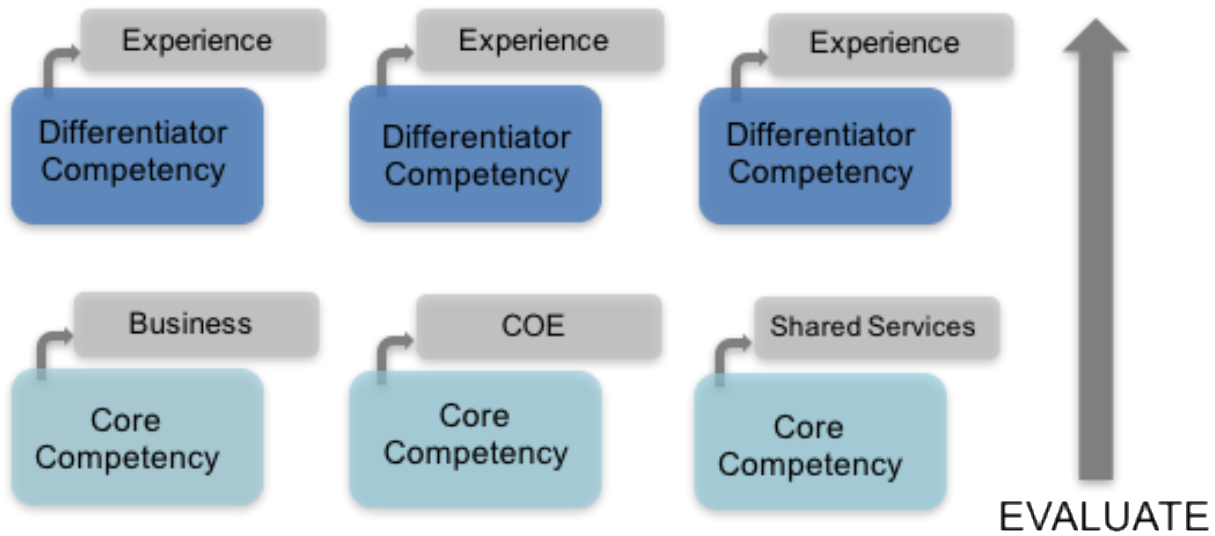 Experience
Experience
Experience
Differentiator
Competency
Differentiator
Competency
Differentiator
Competency
Business
COE
Shared Services
Core
Competency
Core
Competency
Core
Competency
EVALUATE